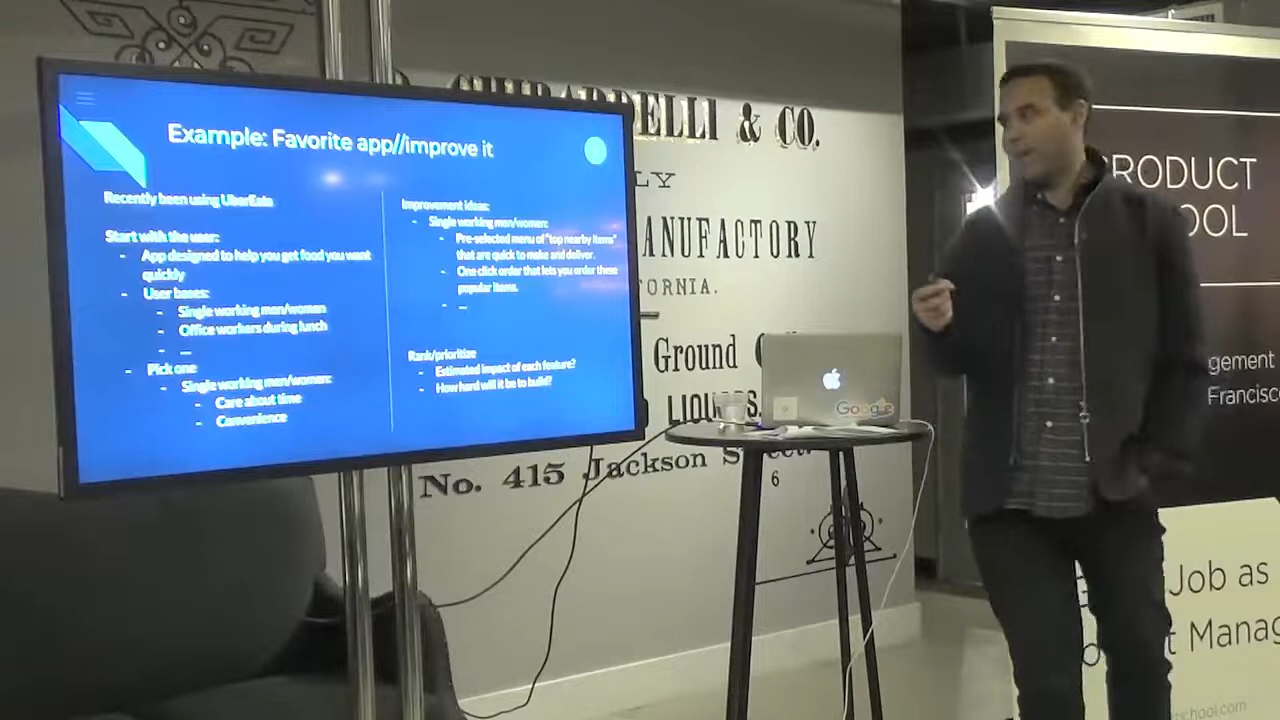 Example: Favorite app//improve it
Recently been using UberEats
Start with the user:
- App designed to help you get food you want
quickly
- User bases:
- Single working men/women
- Office workers during lunch
- ...
- Pick one
- Single working men/women:
- Care about time
- Convenience
Improvement ideas:
- Single working men/women:
- Pre-selected menu of "top nearby items"
that are quick to make and deliver.
- One click order that lets you order these
popular items.
- ...
Rank/prioritize
- Estimated impact of each feature?
- How hard will it be to build?
& CO.
ANUFACTORY
ORNIA.
Ground
LIQU
No. 415 Jackson
6
Google
PRODUCT
OOL
gement
Francisco
Job as
t Manag